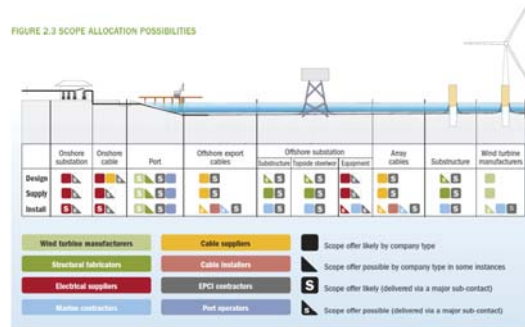 FIGURE 2.3 SCOPE ALLOCATION POSSIBILITIES
Onshore substation
Onshore cable
Port
Offshore export cables
Offshore substation
Substructure
Topside steelwork
Equipment
Array cables
Substructure
Wind turbine manufacturers
Design
Supply
Install
Wind turbine manufacturers
Structural fabricators
Electrical suppliers
Marine contractors
Cable suppliers
Cable installers
EPCI contractors
Port operators
Scope offer likely by company type
Scope offer possible by company type in some instances
S Scope offer likely (delivered via a major sub-contact)
S Scope offer possible (delivered via a major sub-contact)